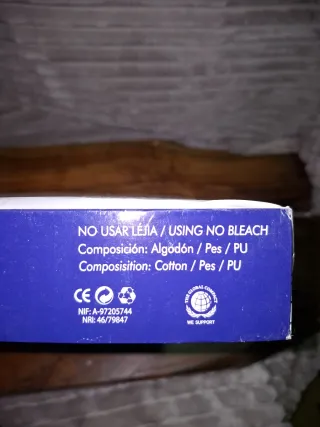 NO USAR LEJIA / USING NO BLEACH
Composición: Algodón / Pes / PU
Composisition: Cotton / Pes / PU
CE
THE GLOBAL COMPACT
WE SUPPORT
NIF: A-97205744
NRI: 46/79847